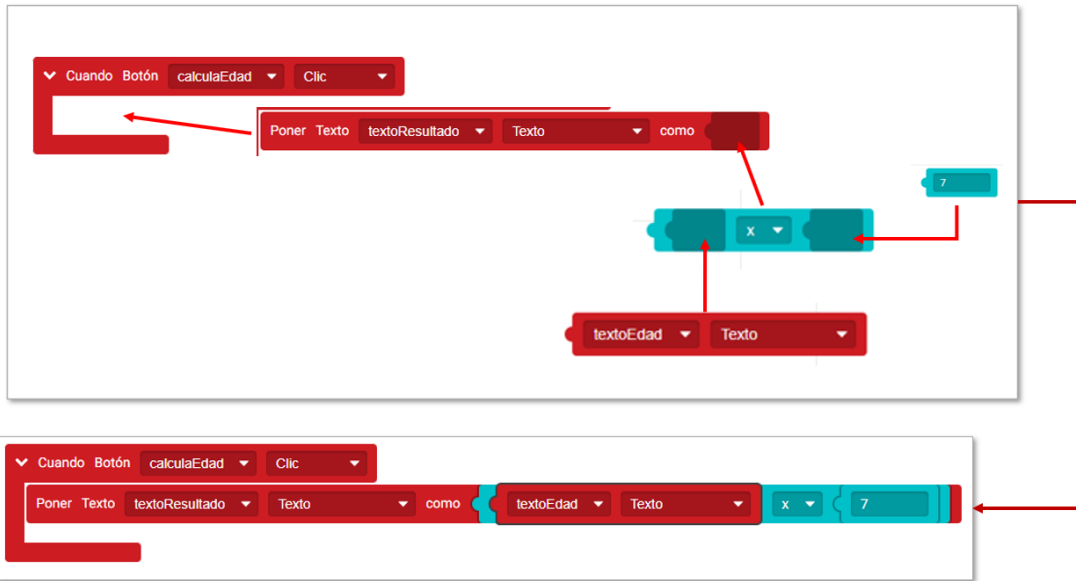 Cuando Botón calculaEdad Clic
Poner Texto textoResultado Texto como
7
x
textoEdad Texto
Cuando Botón calculaEdad Clic
Poner Texto textoResultado Texto como textoEdad Texto x 7